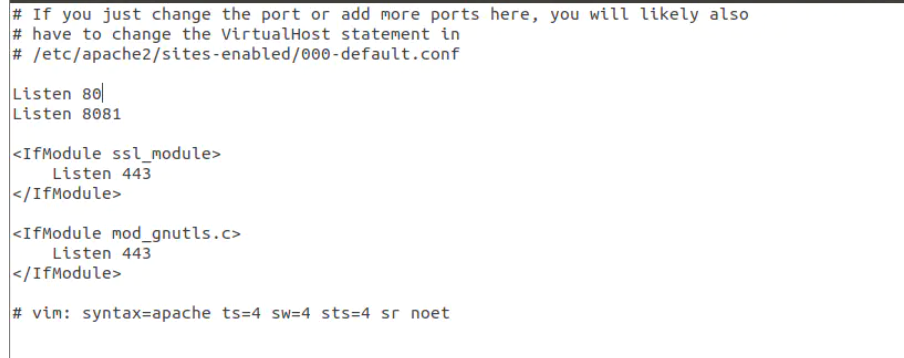 # If you just change the port or add more ports here, you will likely also
# have to change the VirtualHost statement in
# /etc/apache2/sites-enabled/000-default.conf
Listen 80
Listen 8081
<IfModule ssl_module>
    Listen 443
</IfModule>
<IfModule mod_gnutls.c>
    Listen 443
</IfModule>
# vim: syntax=apache ts=4 sw=4 sts=4 sr noet